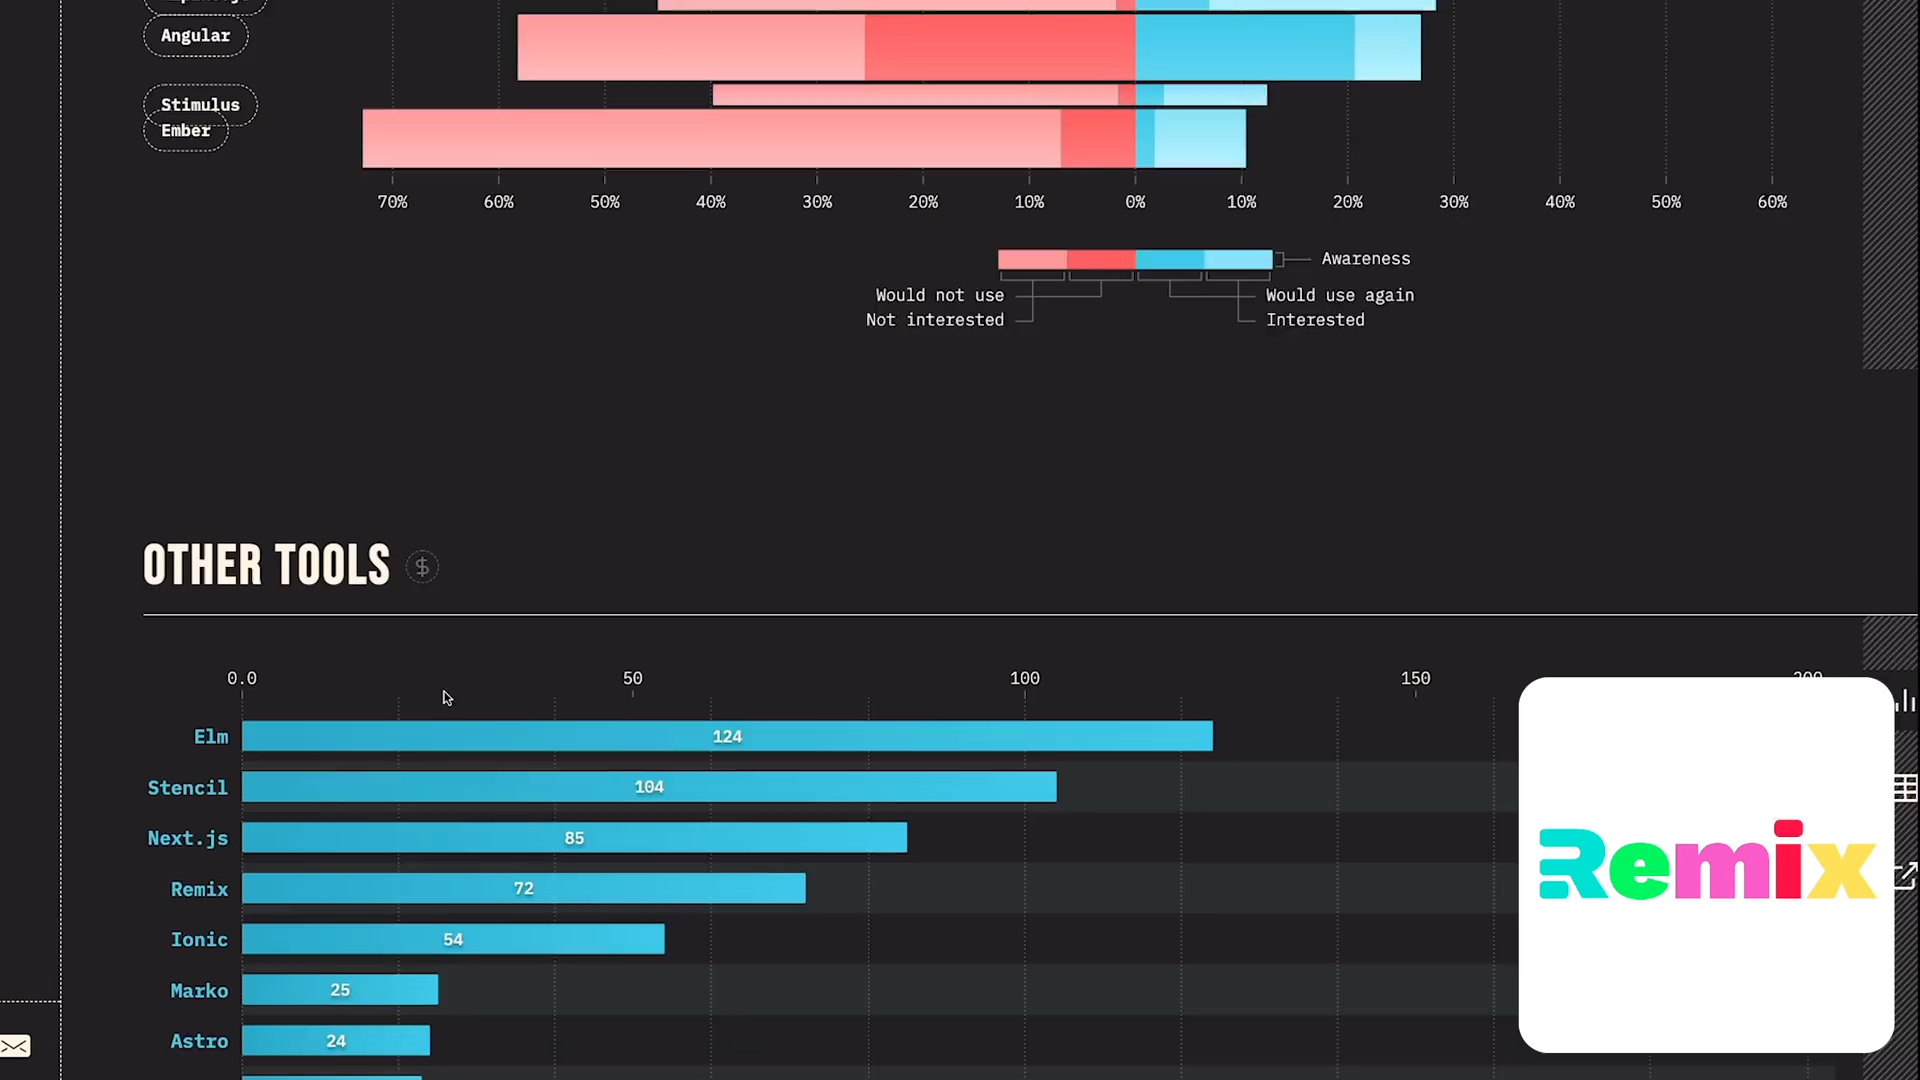 Angular
Stimulus
Ember
70% 60% 50% 40% 30% 20% 10% 0% 10% 20% 30% 40% 50% 60%
Awareness
Would not use
Would use again
Not interested
Interested
OTHER TOOLS $
0.0 50 100 150
Elm 124
Stencil 104
Next.js 85
Remix 72
Ionic 54
Marko 25
Astro 24
Remix